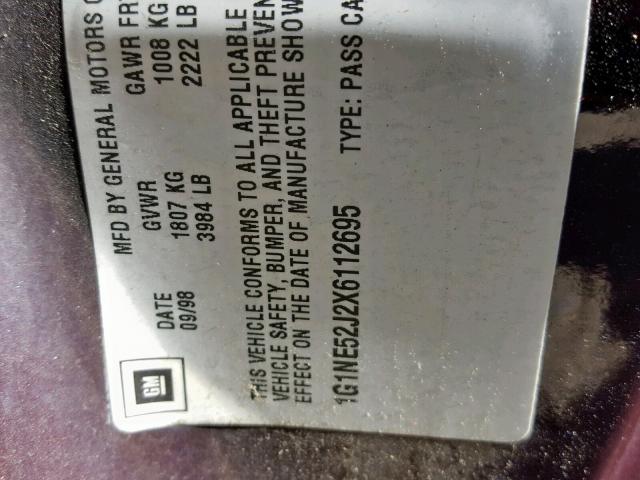 MFD BY GENERAL MOTORS
DATE GVWR GAWR FR
09/98 1807 KG 1008 KG
3984 LB 2222 LB
THIS VEHICLE CONFORMS TO ALL APPLICABLE
VEHICLE SAFETY, BUMPER, AND THEFT PREVEN
EFFECT ON THE DATE OF MANUFACTURE SHOW
1G1NE52J2X6112695 TYPE: PASS CA
GM